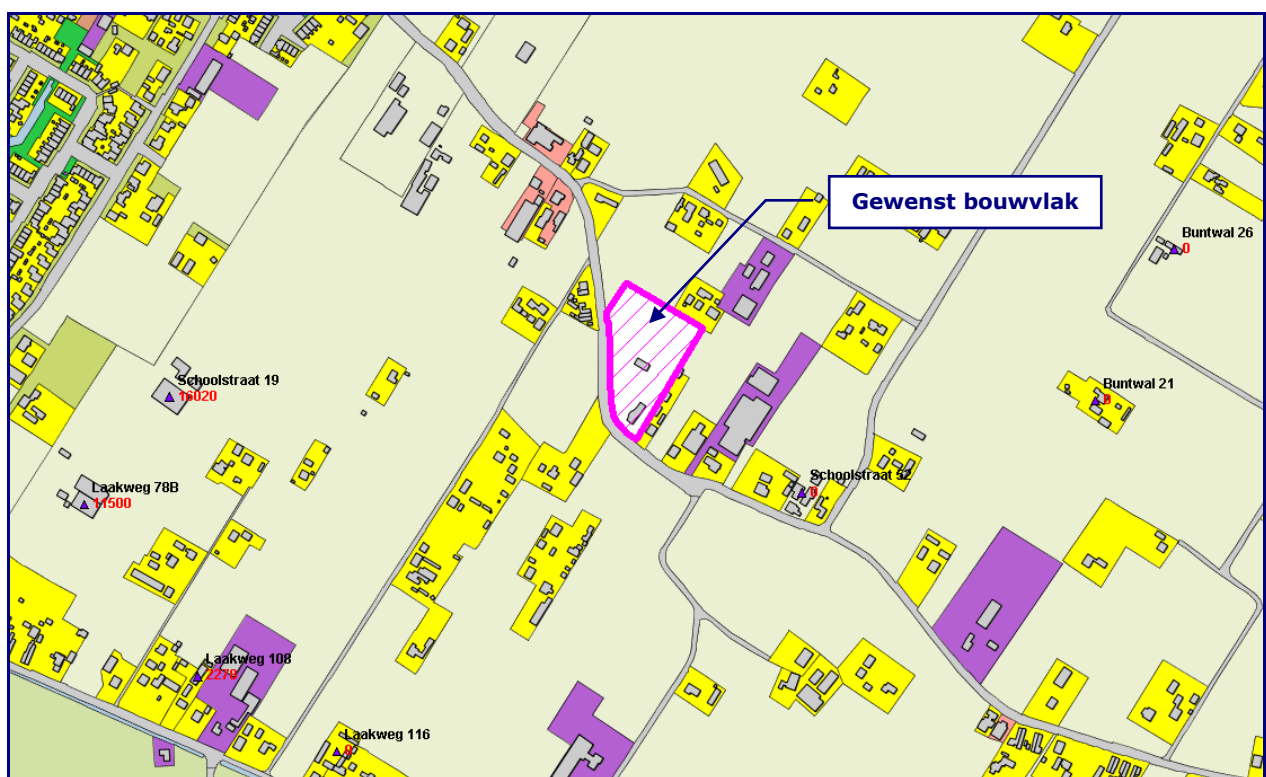 Gewenst bouwvlak
Buntwal 26
0
Schoolstraat 19
16020
Buntwal 21
0
Schoolstraat 52
0
Laakweg 78B
11500
Laakweg 108
2270
Laakweg 116
0